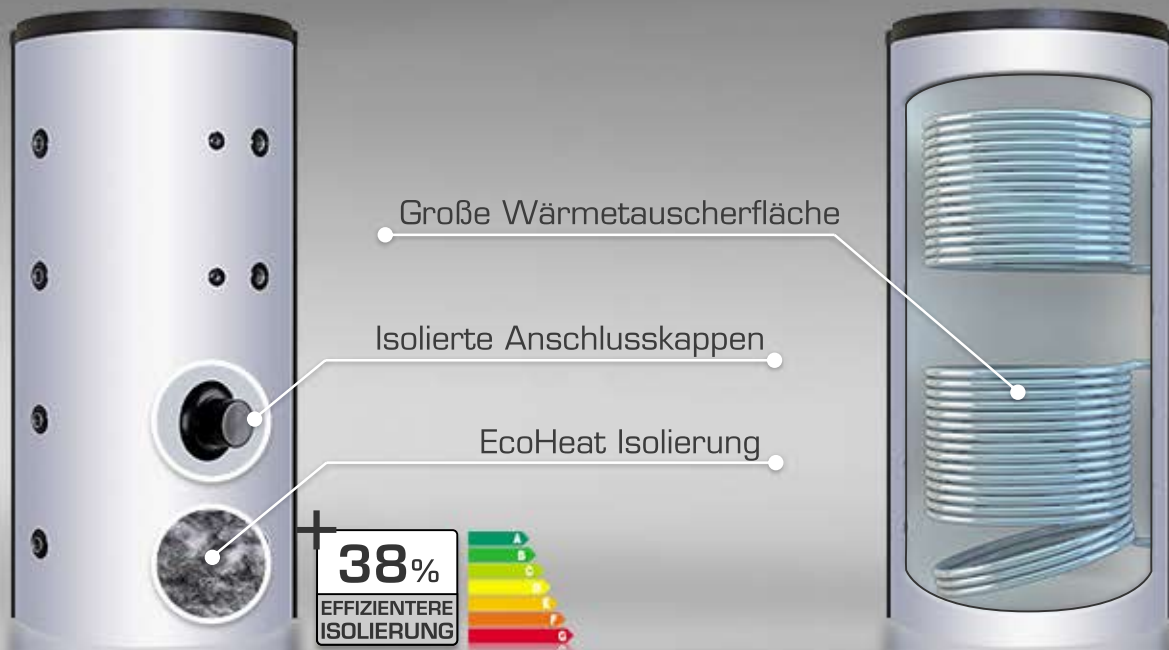 Große Wärmetauscherfläche
Isolierte Anschlusskappen
EcoHeat Isolierung
+
38%
EFFIZIENTERE
ISOLIERUNG
A
B
C
D
E
F
G